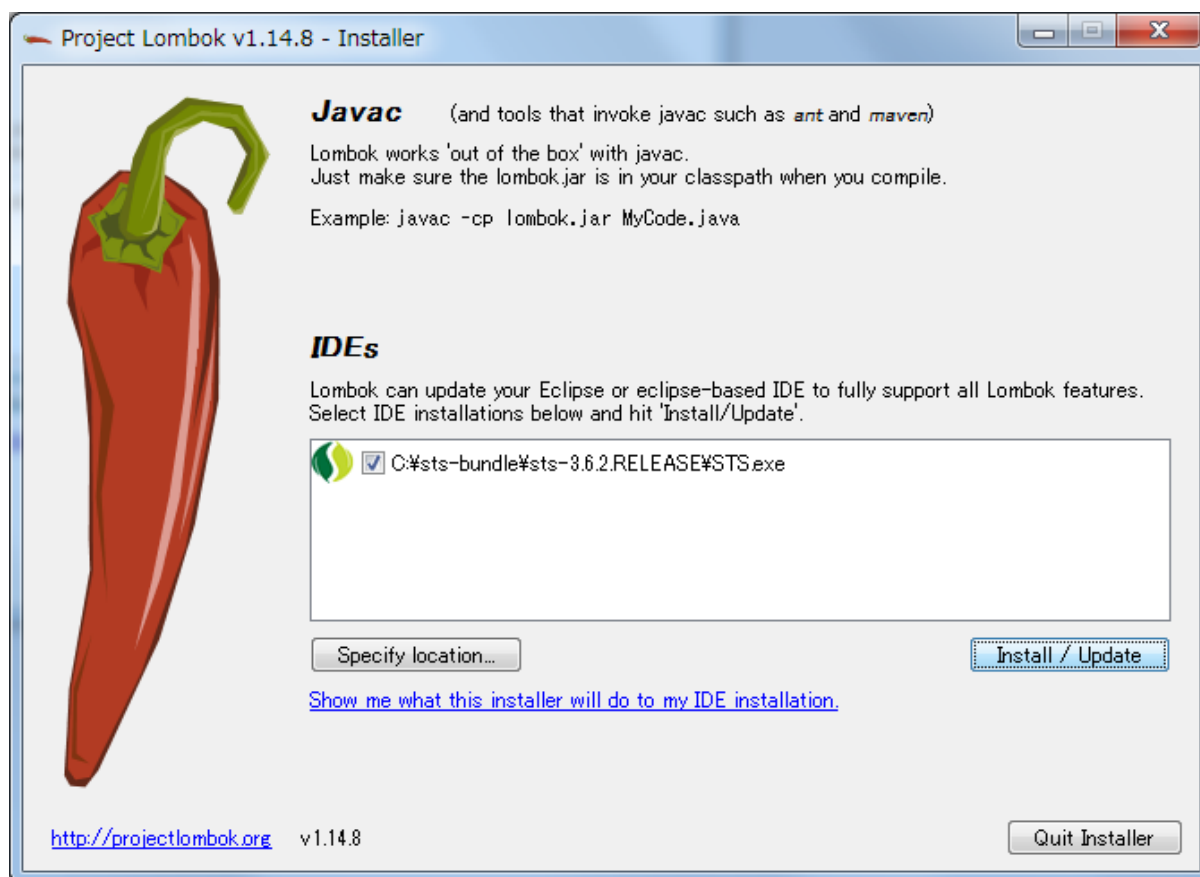 Project Lombok v1.14.8 - Installer
Javac (and tools that invoke javac such as ant and maven)
Lombok works 'out of the box' with javac.
Just make sure the lombok.jar is in your classpath when you compile.
Example: javac -cp lombok.jar MyCode.java
IDEs
Lombok can update your Eclipse or eclipse-based IDE to fully support all Lombok features.
Select IDE installations below and hit 'Install/Update'.
C:¥sts-bundle¥sts-3.6.2.RELEASE¥STS.exe
Specify location...
Install / Update
Show me what this installer will do to my IDE installation.
http://projectlombok.org v1.14.8
Quit Installer